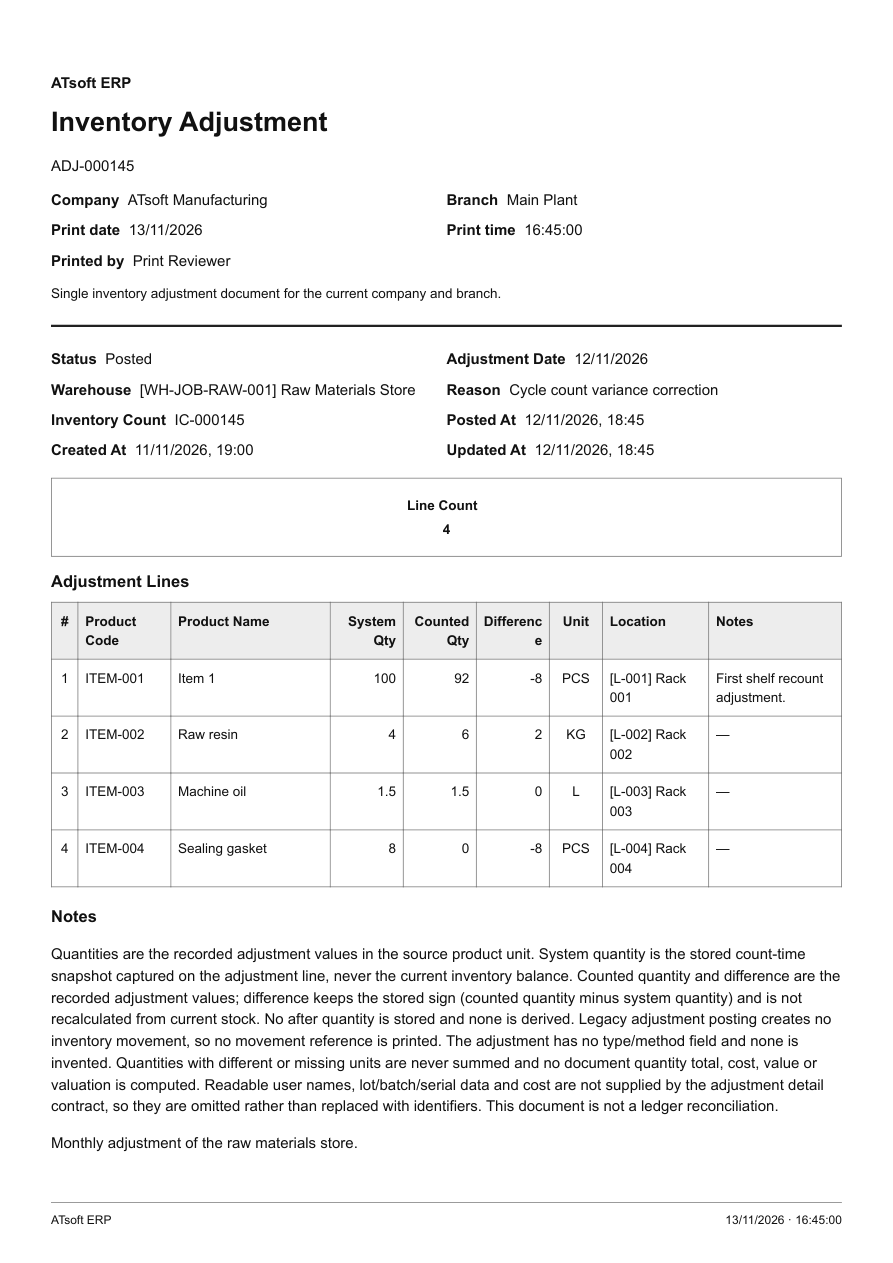 ATsoft ERP
Inventory Adjustment
ADJ-000145
Company ATsoft Manufacturing Branch Main Plant
Print date 13/11/2026 Print time 16:45:00
Printed by Print Reviewer
Single inventory adjustment document for the current company and branch.
Status Posted Adjustment Date 12/11/2026
Warehouse [WH-JOB-RAW-001] Raw Materials Store Reason Cycle count variance correction
Inventory Count IC-000145 Posted At 12/11/2026, 18:45
Created At 11/11/2026, 19:00 Updated At 12/11/2026, 18:45
Line Count
4
Adjustment Lines
# Product Product Name System Counted Differenc Unit Location Notes
Code Qty Qty e
1 ITEM-001 Item 1 100 92 -8 PCS [L-001] Rack First shelf recount
001 adjustment.
2 ITEM-002 Raw resin 4 6 2 KG [L-002] Rack —
002
3 ITEM-003 Machine oil 1.5 1.5 0 L [L-003] Rack —
003
4 ITEM-004 Sealing gasket 8 0 -8 PCS [L-004] Rack —
004
Notes
Quantities are the recorded adjustment values in the source product unit. System quantity is the stored count-time
snapshot captured on the adjustment line, never the current inventory balance. Counted quantity and difference are the
recorded adjustment values; difference keeps the stored sign (counted quantity minus system quantity) and is not
recalculated from current stock. No after quantity is stored and none is derived. Legacy adjustment posting creates no
inventory movement, so no movement reference is printed. The adjustment has no type/method field and none is
invented. Quantities with different or missing units are never summed and no document quantity total, cost, value or
valuation is computed. Readable user names, lot/batch/serial data and cost are not supplied by the adjustment detail
contract, so they are omitted rather than replaced with identifiers. This document is not a ledger reconciliation.
Monthly adjustment of the raw materials store.
ATsoft ERP 13/11/2026 · 16:45:00